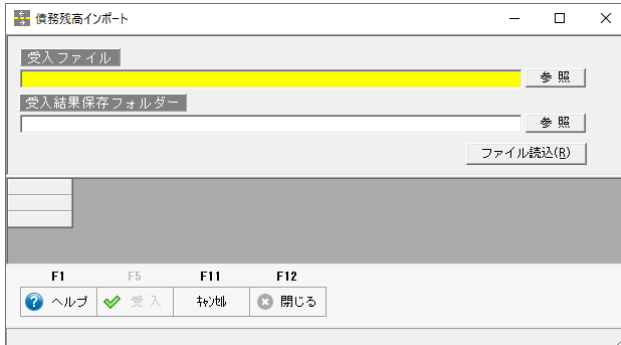 債務残高インポート
受入ファイル
参照
受入結果保存フォルダー
参照
ファイル読込(R)
F1 F5 F11 F12
ヘルプ 受入 ｷｬﾝｾﾙ 閉じる